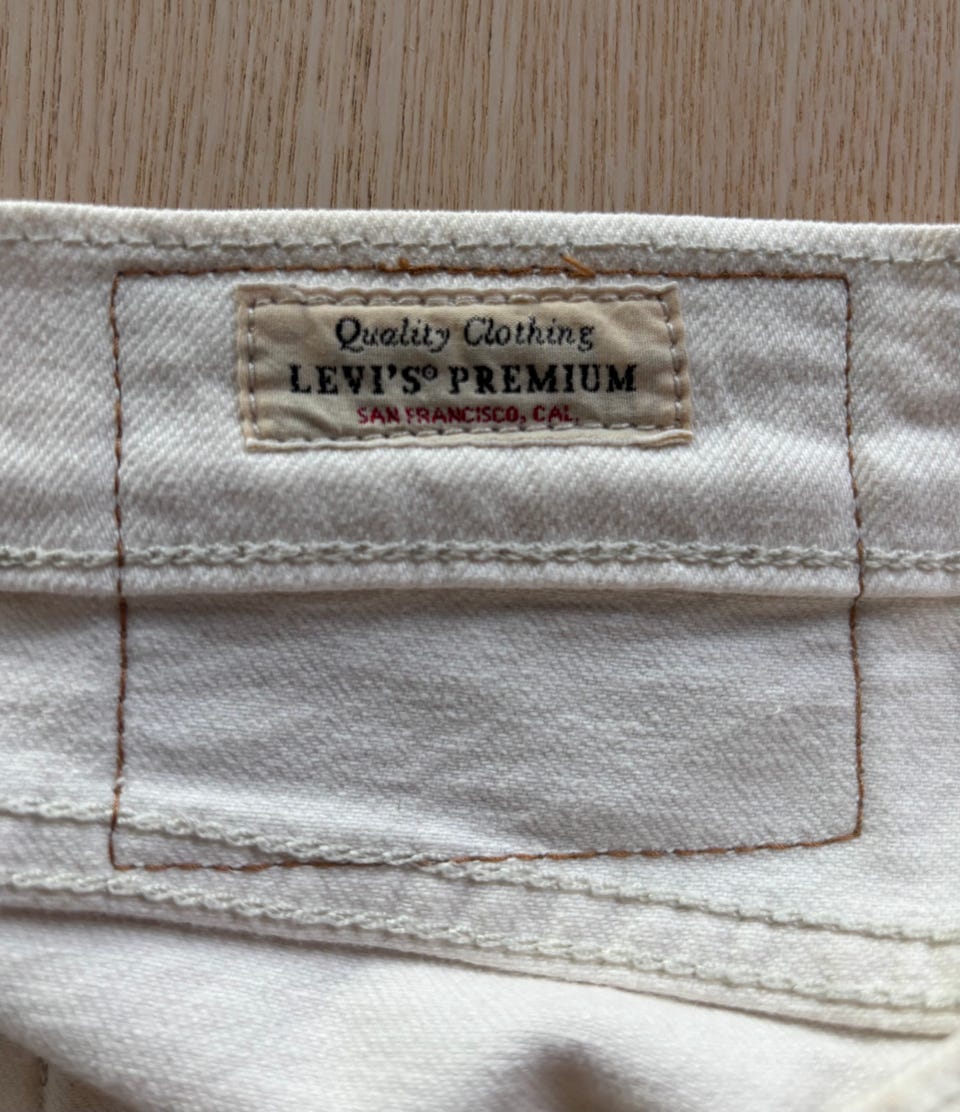 Quality Clothing
LEVI'S® PREMIUM
SAN FRANCISCO, CAL.